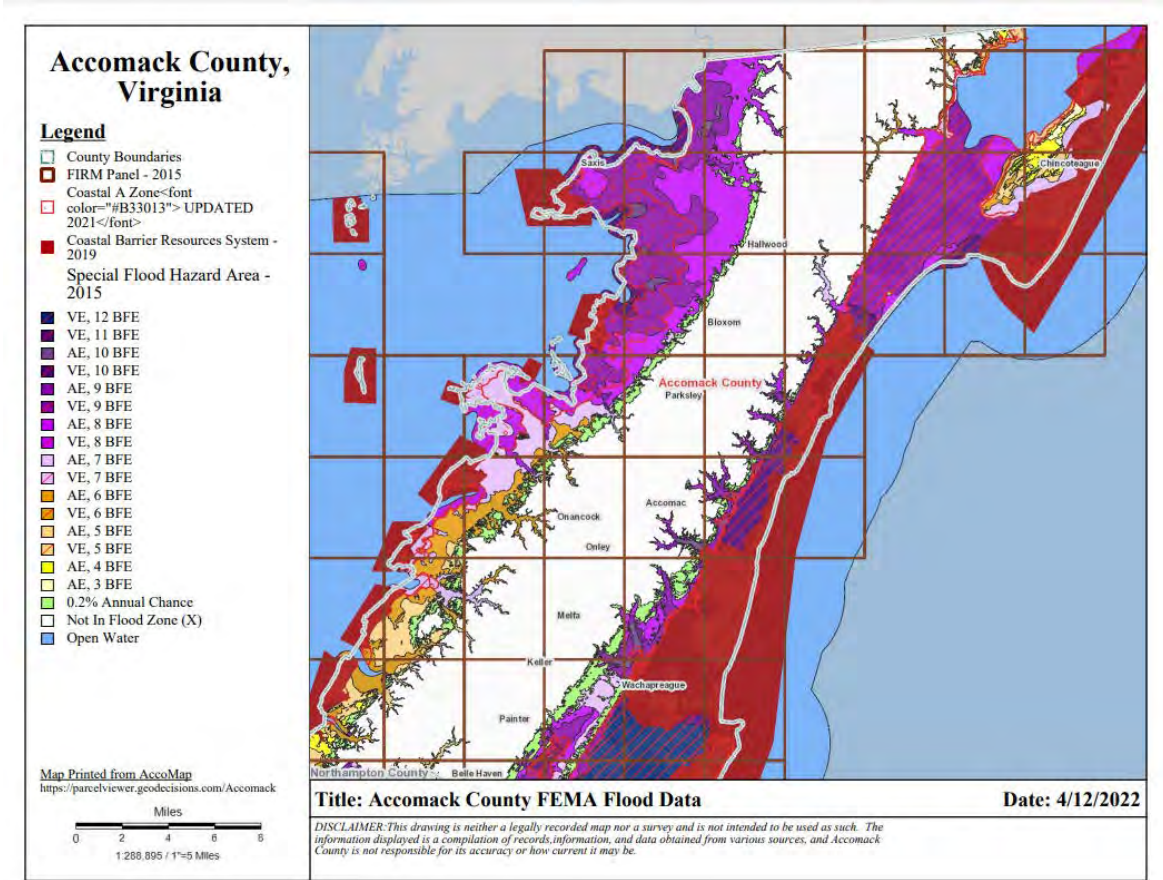 Accomack County,
Virginia
Legend
County Boundaries
FIRM Panel - 2015
Coastal A Zone<font
color="#B33013"> UPDATED
2021</font>
Coastal Barrier Resources System -
2019
Special Flood Hazard Area -
2015
VE, 12 BFE
VE, 11 BFE
AE, 10 BFE
VE, 10 BFE
AE, 9 BFE
VE, 9 BFE
AE, 8 BFE
VE, 8 BFE
AE, 7 BFE
VE, 7 BFE
AE, 6 BFE
VE, 6 BFE
AE, 5 BFE
VE, 5 BFE
AE, 4 BFE
AE, 3 BFE
0.2% Annual Chance
Not In Flood Zone (X)
Open Water
Map Printed from AccoMap
https://parcelviewer.geodecisions.com/Accomack
Miles
0 2 4 6 8
1:288,895 / 1"=5 Miles
Saxis
Chincoteague
Hallwood
Bloxom
Accomack County
Parksley
Accomac
Onancock
Onley
Melfa
Keller
Wachapreague
Painter
Northampton County
Belle Haven
Title: Accomack County FEMA Flood Data
Date: 4/12/2022
DISCLAIMER:This drawing is neither a legally recorded map nor a survey and is not intended to be used as such. The
information displayed is a compilation of records,information, and data obtained from various sources, and Accomack
County is not responsible for its accuracy or how current it may be.